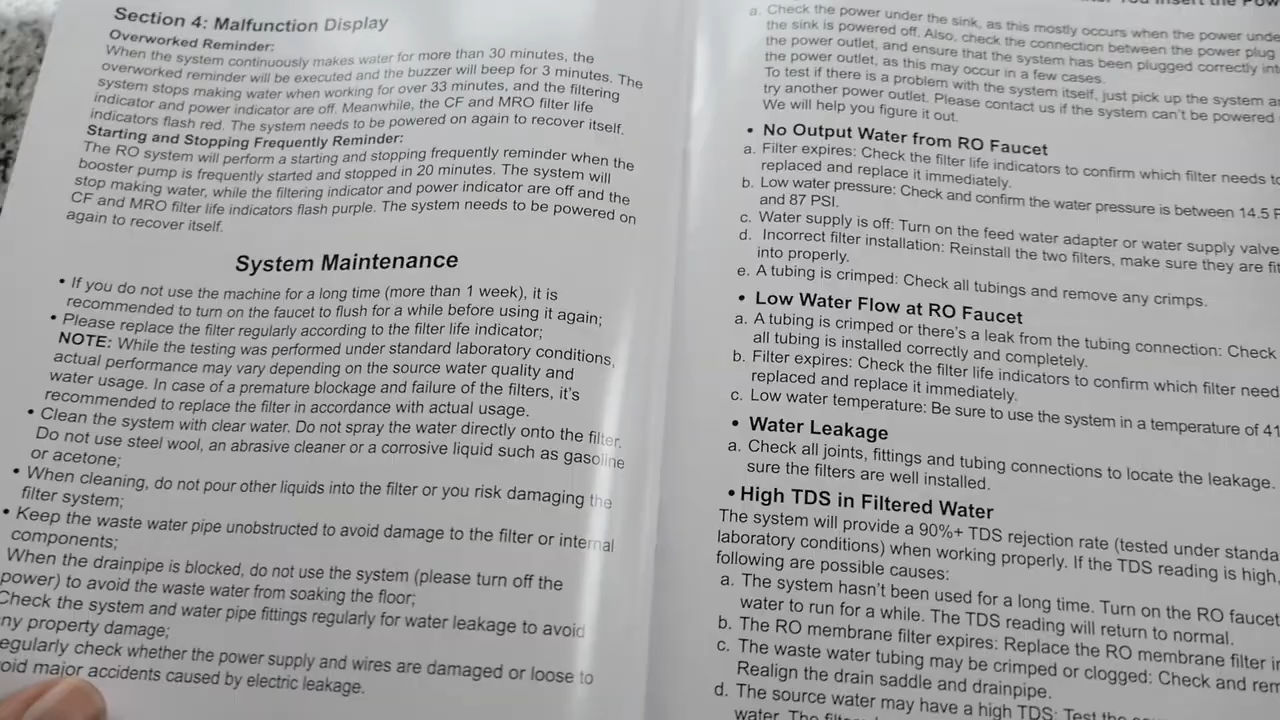 Section 4: Malfunction Display
Overworked Reminder:
When the system continuously makes water for more than 30 minutes, the
overworked reminder will be executed and the buzzer will beep for 3 minutes. The
system stops making water when working for over 33 minutes, and the filtering
indicator and power indicator are off. Meanwhile, the CF and MRO filter life
indicators flash red. The system needs to be powered on again to recover itself.
Starting and Stopping Frequently Reminder:
The RO system will perform a starting and stopping frequently reminder when the
booster pump is frequently started and stopped in 20 minutes. The system will
stop making water, while the filtering indicator and power indicator are off and the
CF and MRO filter life indicators flash purple. The system needs to be powered on
again to recover itself.
System Maintenance
• If you do not use the machine for a long time (more than 1 week), it is
recommended to turn on the faucet to flush for a while before using it again;
• Please replace the filter regularly according to the filter life indicator;
NOTE: While the testing was performed under standard laboratory conditions,
actual performance may vary depending on the source water quality and
water usage. In case of a premature blockage and failure of the filters, it's
recommended to replace the filter in accordance with actual usage.
• Clean the system with clear water. Do not spray the water directly onto the filter.
Do not use steel wool, an abrasive cleaner or a corrosive liquid such as gasoline
or acetone;
• When cleaning, do not pour other liquids into the filter or you risk damaging the
filter system;
• Keep the waste water pipe unobstructed to avoid damage to the filter or internal
components;
When the drainpipe is blocked, do not use the system (please turn off the
power) to avoid the waste water from soaking the floor;
Check the system and water pipe fittings regularly for water leakage to avoid
ny property damage;
egularly check whether the power supply and wires are damaged or loose to
oid major accidents caused by electric leakage.
a. Check the power under the sink, as this mostly occurs when the power unde
the sink is powered off. Also, check the connection between the power plug
the power outlet, and ensure that the system has been plugged correctly int
the power outlet, as this may occur in a few cases.
To test if there is a problem with the system itself, just pick up the system a
try another power outlet. Please contact us if the system can't be powered
We will help you figure it out.
• No Output Water from RO Faucet
a. Filter expires: Check the filter life indicators to confirm which filter needs to
replaced and replace it immediately.
b. Low water pressure: Check and confirm the water pressure is between 14.5 P
and 87 PSI.
c. Water supply is off: Turn on the feed water adapter or water supply valve
d. Incorrect filter installation: Reinstall the two filters, make sure they are fit
into properly.
e. A tubing is crimped: Check all tubings and remove any crimps.
• Low Water Flow at RO Faucet
a. A tubing is crimped or there's a leak from the tubing connection: Check
all tubing is installed correctly and completely.
b. Filter expires: Check the filter life indicators to confirm which filter need
replaced and replace it immediately.
c. Low water temperature: Be sure to use the system in a temperature of 41
• Water Leakage
a. Check all joints, fittings and tubing connections to locate the leakage.
sure the filters are well installed.
• High TDS in Filtered Water
The system will provide a 90%+ TDS rejection rate (tested under standa
laboratory conditions) when working properly. If the TDS reading is high,
following are possible causes:
a. The system hasn't been used for a long time. Turn on the RO faucet
water to run for a while. The TDS reading will return to normal.
b. The RO membrane filter expires: Replace the RO membrane filter i
c. The waste water tubing may be crimped or clogged: Check and rem
Realign the drain saddle and drainpipe.
d. The source water may have a high TDS: Test the
water. The